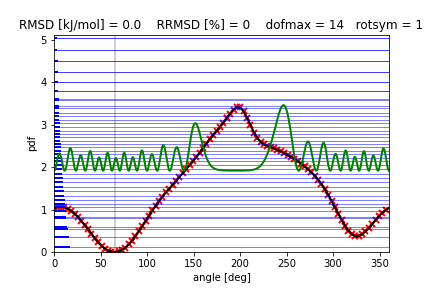 RMSD [kJ/mol] = 0.0    RRMSD [%] = 0    dofmax = 14   rotsym = 1
5
4
3
2
1
0
pdf
0 50 100 150 200 250 300 350
angle [deg]